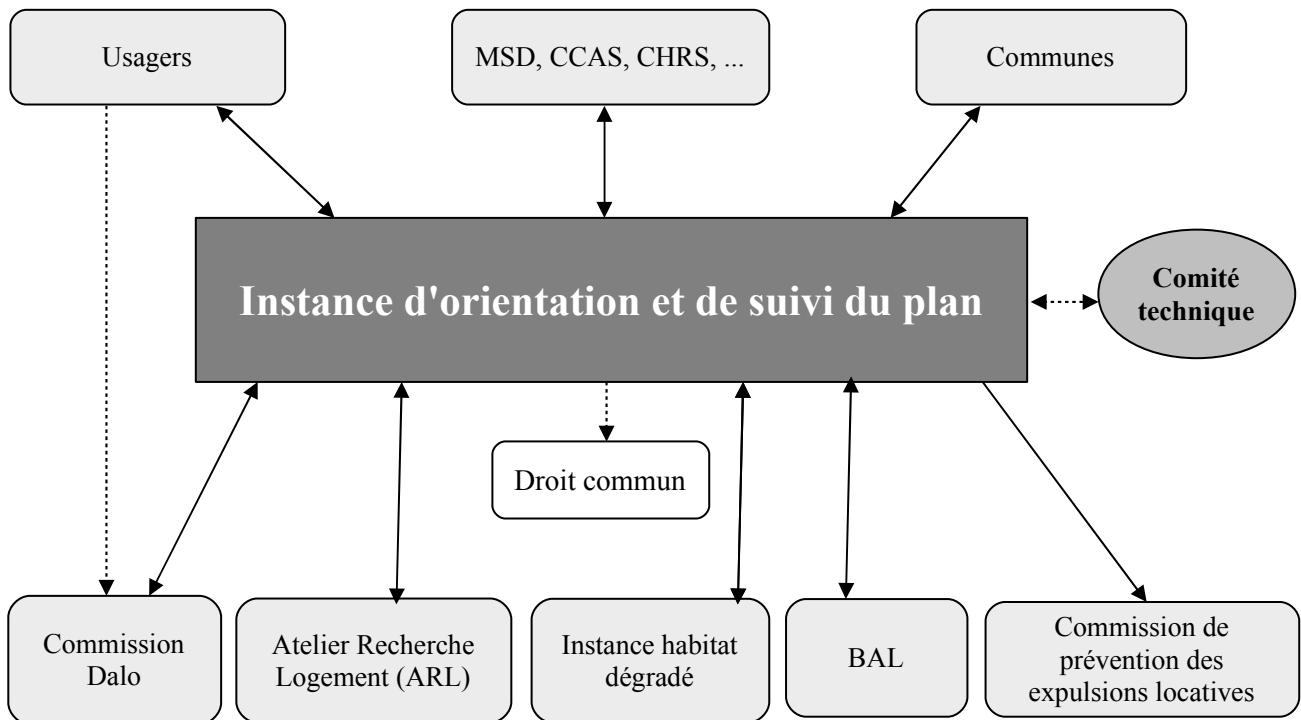 Usagers
MSD, CCAS, CHRS, ...
Communes
Instance d'orientation et de suivi du plan
Comité
technique
Droit commun
Commission
Dalo
Atelier Recherche
Logement (ARL)
Instance habitat
dégradé
BAL
Commission de
prévention des
expulsions locatives